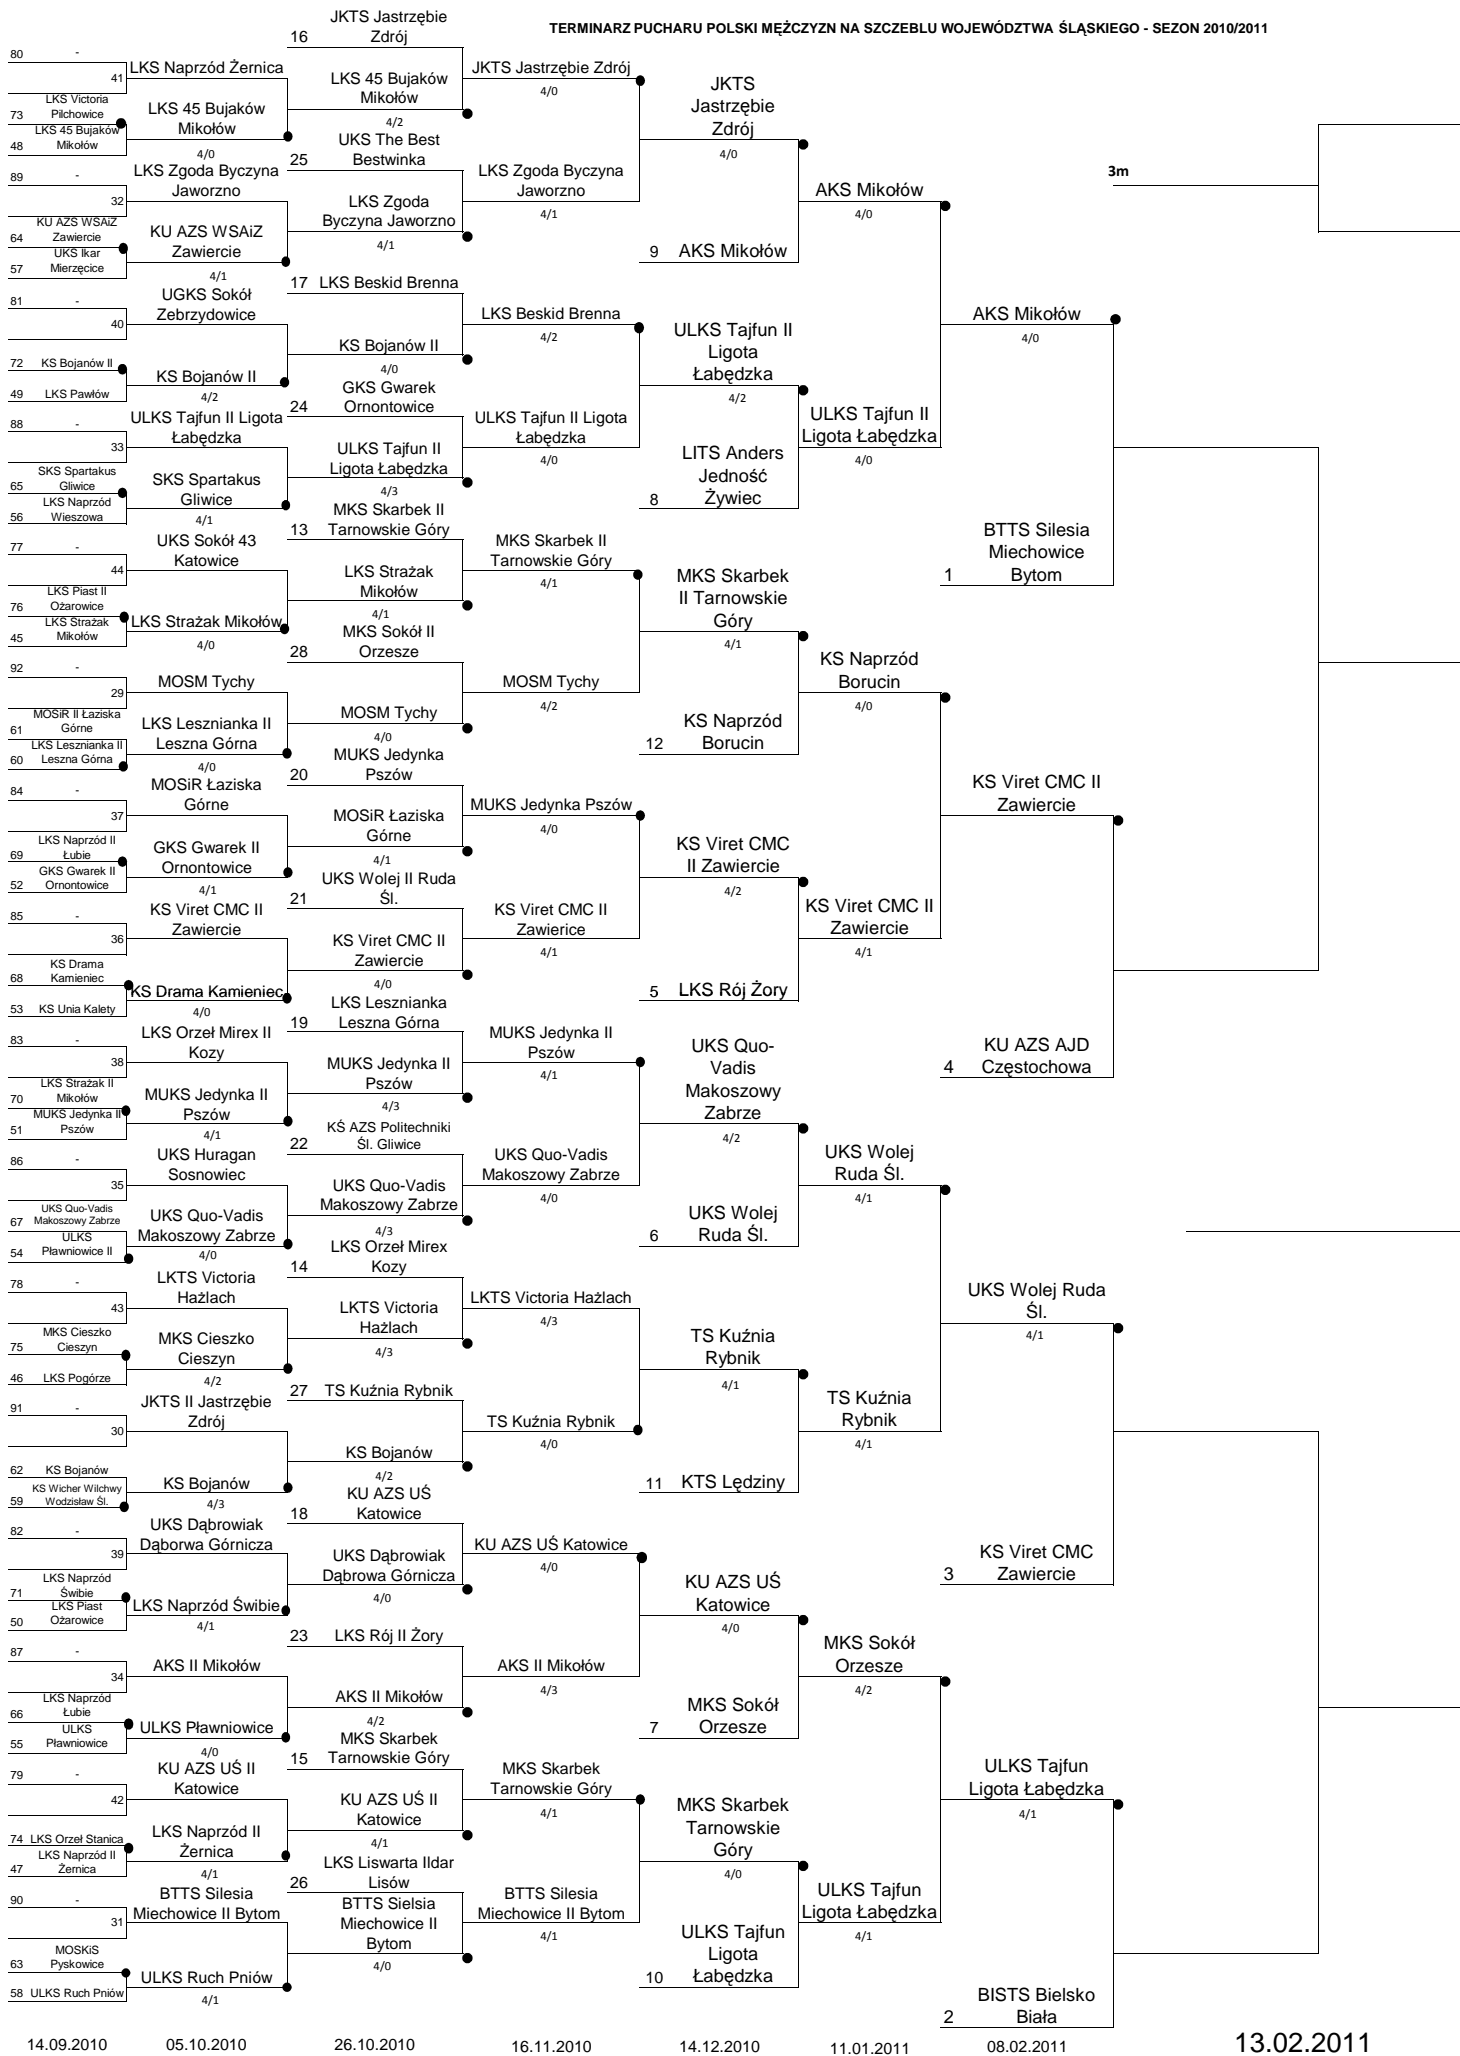 TERMINARZ PUCHARU POLSKI MĘŻCZYZN NA SZCZEBLU WOJEWÓDZTWA ŚLĄSKIEGO - SEZON 2010/2011
80 -
41
73 LKS Victoria
Pilchowice
48 LKS 45 Bujaków
Mikołów
89 -
32
64 KU AZS WSAiZ
Zawiercie
57 UKS Ikar
Mierzęcice
81 -
40
72 KS Bojanów II
49 LKS Pawłów
88 -
33
65 SKS Spartakus
Gliwice
56 LKS Naprzód
Wieszowa
77 -
44
76 LKS Piast II
Ożarowice
45 LKS Strażak
Mikołów
92 -
29
61 MOSiR II Łaziska
Górne
60 LKS Lesznianka II
Leszna Górna
84 -
37
69 LKS Naprzód II
Łubie
52 GKS Gwarek II
Ornontowice
85 -
36
68 KS Drama
Kamieniec
53 KS Unia Kalety
83 -
38
70 LKS Strażak II
Mikołów
51 MUKS Jedynka II
Pszów
86 -
35
67 UKS Quo-Vadis
Makoszowy Zabrze
54 ULKS
Pławniowice II
78 -
43
75 MKS Cieszko
Cieszyn
46 LKS Pogórze
91 -
30
62 KS Bojanów
59 KS Wicher Wilchwy
Wodzisław Śl.
82 -
39
71 LKS Naprzód
Świbie
50 LKS Piast
Ożarowice
87 -
34
66 LKS Naprzód
Łubie
55 ULKS
Pławniowice
79 -
42
74 LKS Orzeł Stanica
47 LKS Naprzód II
Żernica
90 -
31
63 MOSKiS
Pyskowice
58 ULKS Ruch Pniów
LKS Naprzód Żernica
LKS 45 Bujaków
Mikołów
4/0
LKS Zgoda Byczyna
Jaworzno
KU AZS WSAiZ
Zawiercie
4/1
UGKS Sokół
Zebrzydowice
KS Bojanów II
4/2
ULKS Tajfun II Ligota
Łabędzka
SKS Spartakus
Gliwice
4/1
UKS Sokół 43
Katowice
LKS Strażak Mikołów
4/0
MOSM Tychy
LKS Lesznianka II
Leszna Górna
4/0
MOSiR Łaziska
Górne
GKS Gwarek II
Ornontowice
4/1
KS Viret CMC II
Zawiercie
KS Drama Kamieniec
4/0
LKS Orzeł Mirex II
Kozy
MUKS Jedynka II
Pszów
4/1
UKS Huragan
Sosnowiec
UKS Quo-Vadis
Makoszowy Zabrze
4/0
LKTS Victoria
Hażlach
MKS Cieszko
Cieszyn
4/2
JKTS II Jastrzębie
Zdrój
KS Bojanów
4/3
UKS Dąbrowiak
Dąborwa Górnicza
LKS Naprzód Świbie
4/1
AKS II Mikołów
ULKS Pławniowice
4/0
KU AZS UŚ II
Katowice
LKS Naprzód II
Żernica
4/1
BTTS Silesia
Miechowice II Bytom
ULKS Ruch Pniów
4/1
16 JKTS Jastrzębie
Zdrój
LKS 45 Bujaków
Mikołów
4/2
25 UKS The Best
Bestwinka
LKS Zgoda
Byczyna Jaworzno
4/1
17 LKS Beskid Brenna
KS Bojanów II
4/0
24 GKS Gwarek
Ornontowice
ULKS Tajfun II
Ligota Łabędzka
4/3
13 MKS Skarbek II
Tarnowskie Góry
LKS Strażak
Mikołów
4/1
28 MKS Sokół II
Orzesze
MOSM Tychy
4/0
20 MUKS Jedynka
Pszów
MOSiR Łaziska
Górne
4/1
21 UKS Wolej II Ruda
Śl.
KS Viret CMC II
Zawiercie
4/0
19 LKS Lesznianka
Leszna Górna
MUKS Jedynka II
Pszów
4/3
22 KŚ AZS Politechniki
Śl. Gliwice
UKS Quo-Vadis
Makoszowy Zabrze
4/3
14 LKS Orzeł Mirex
Kozy
LKTS Victoria
Hażlach
4/3
27 TS Kuźnia Rybnik
KS Bojanów
4/2
18 KU AZS UŚ
Katowice
UKS Dąbrowiak
Dąbrowa Górnicza
4/0
23 LKS Rój II Żory
AKS II Mikołów
4/2
15 MKS Skarbek
Tarnowskie Góry
KU AZS UŚ II
Katowice
4/1
26 LKS Liswarta Ildar
Lisów
BTTS Sielsia
Miechowice II
Bytom
4/0
JKTS Jastrzębie Zdrój
4/0
LKS Zgoda Byczyna
Jaworzno
4/1
LKS Beskid Brenna
4/2
ULKS Tajfun II Ligota
Łabędzka
4/0
MKS Skarbek II
Tarnowskie Góry
4/1
MOSM Tychy
4/2
MUKS Jedynka Pszów
4/0
KS Viret CMC II
Zawierice
4/1
MUKS Jedynka II
Pszów
4/1
UKS Quo-Vadis
Makoszowy Zabrze
4/0
LKTS Victoria Hażlach
4/3
TS Kuźnia Rybnik
4/0
KU AZS UŚ Katowice
4/0
AKS II Mikołów
4/3
MKS Skarbek
Tarnowskie Góry
4/1
BTTS Silesia
Miechowice II Bytom
4/1
JKTS
Jastrzębie
Zdrój
4/0
9 AKS Mikołów
ULKS Tajfun II
Ligota
Łabędzka
4/2
LITS Anders
Jedność
8 Żywiec
MKS Skarbek
II Tarnowskie
Góry
4/1
KS Naprzód
12 Borucin
KS Viret CMC
II Zawiercie
4/2
5 LKS Rój Żory
UKS Quo-
Vadis
Makoszowy
Zabrze
4/2
UKS Wolej
6 Ruda Śl.
TS Kuźnia
Rybnik
4/1
11 KTS Lędziny
KU AZS UŚ
Katowice
4/0
MKS Sokół
7 Orzesze
MKS Skarbek
Tarnowskie
Góry
4/0
ULKS Tajfun
Ligota
10 Łabędzka
AKS Mikołów
4/0
ULKS Tajfun II
Ligota Łabędzka
4/0
KS Naprzód
Borucin
4/0
KS Viret CMC II
Zawiercie
4/1
UKS Wolej
Ruda Śl.
4/1
TS Kuźnia
Rybnik
4/1
MKS Sokół
Orzesze
4/2
ULKS Tajfun
Ligota Łabędzka
4/1
AKS Mikołów
4/0
BTTS Silesia
Miechowice
1 Bytom
KS Viret CMC II
Zawiercie
KU AZS AJD
4 Częstochowa
UKS Wolej Ruda
Śl.
4/1
KS Viret CMC
3 Zawiercie
ULKS Tajfun
Ligota Łabędzka
4/1
BISTS Bielsko
2 Biała
3m
14.09.2010 05.10.2010 26.10.2010 16.11.2010 14.12.2010 11.01.2011 08.02.2011 13.02.2011